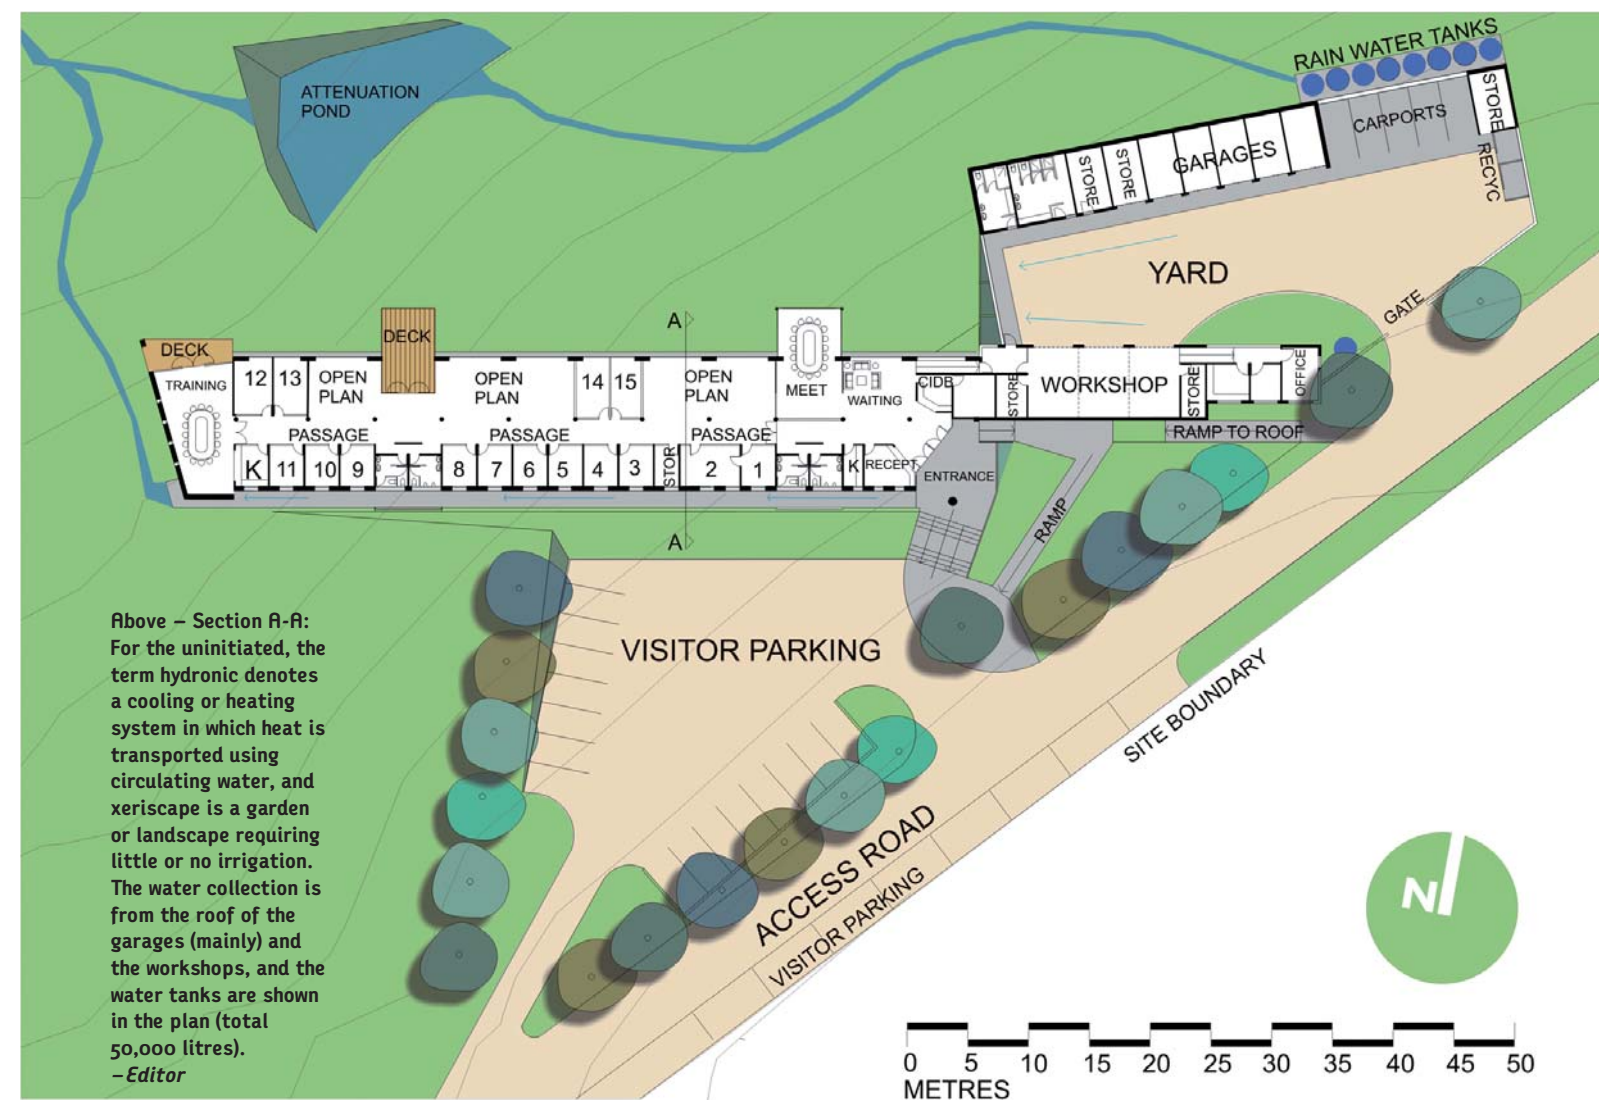 RAIN WATER TANKS
ATTENUATION
POND
CARPORTS
STORE
RECYC
GARAGES
STORE
STORE
YARD
GATE
A
DECK
DECK
TRAINING
12
13
OPEN
PLAN
OPEN
PLAN
14
15
OPEN
PLAN
MEET
WAITING
CIDB
STORE
WORKSHOP
STORE
OFFICE
PASSAGE
PASSAGE
PASSAGE
RAMP TO ROOF
K
11
10
9
8
7
6
5
4
3
STOR
2
1
K
RECEPT
ENTRANCE
RAMP
A
VISITOR PARKING
SITE BOUNDARY
ACCESS ROAD
VISITOR PARKING
Above – Section A-A:
For the uninitiated, the
term hydronic denotes
a cooling or heating
system in which heat is
transported using
circulating water, and
xeriscape is a garden
or landscape requiring
little or no irrigation.
The water collection is
from the roof of the
garages (mainly) and
the workshops, and the
water tanks are shown
in the plan (total
50,000 litres).
– Editor
N
0 5 10 15 20 25 30 35 40 45 50
METRES